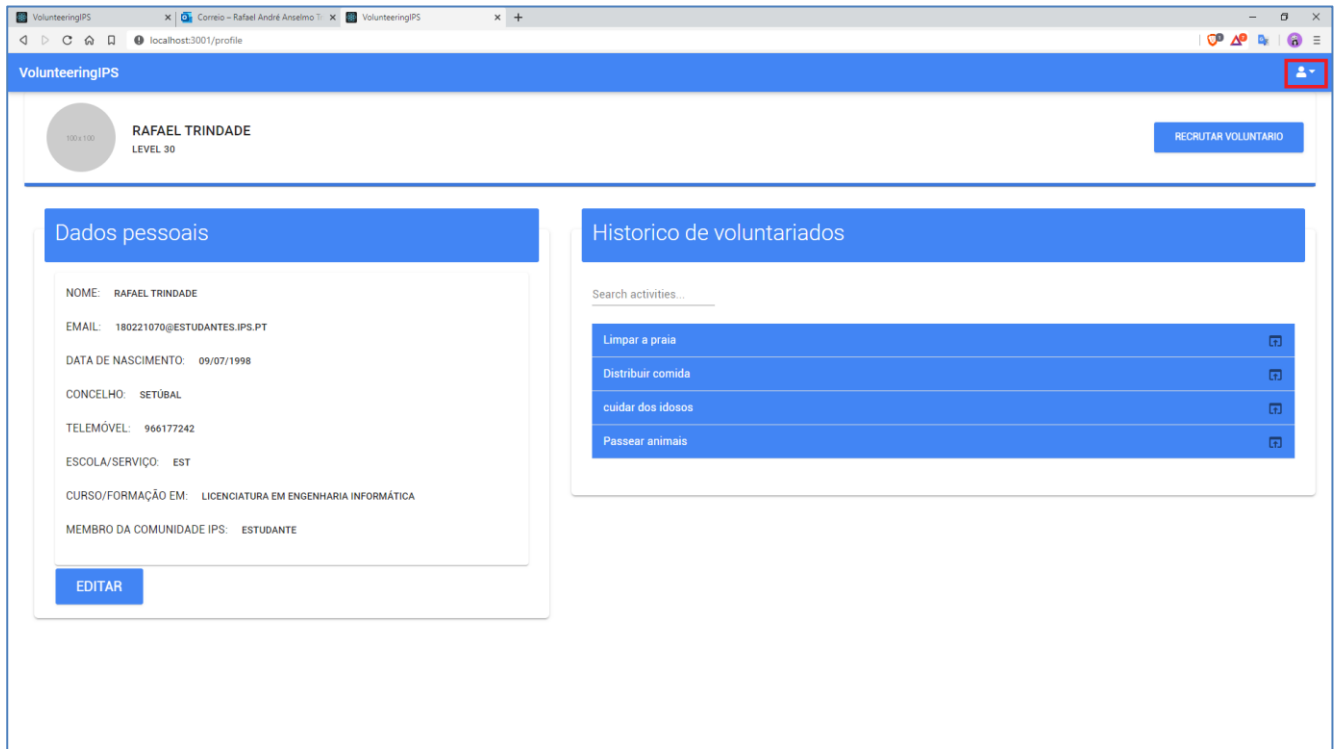 VolunteeringIPS
Correio – Rafael André Anselmo T
VolunteeringIPS
localhost:3001/profile
VolunteeringIPS
100 x 100
RAFAEL TRINDADE
LEVEL 30
RECRUTAR VOLUNTARIO
Dados pessoais
NOME: RAFAEL TRINDADE
EMAIL: 180221070@ESTUDANTES.IPS.PT
DATA DE NASCIMENTO: 09/07/1998
CONCELHO: SETÚBAL
TELEMÓVEL: 966177242
ESCOLA/SERVIÇO: EST
CURSO/FORMAÇÃO EM: LICENCIATURA EM ENGENHARIA INFORMÁTICA
MEMBRO DA COMUNIDADE IPS: ESTUDANTE
EDITAR
Historico de voluntariados
Search activities...
Limpar a praia
Distribuir comida
cuidar dos idosos
Passear animais